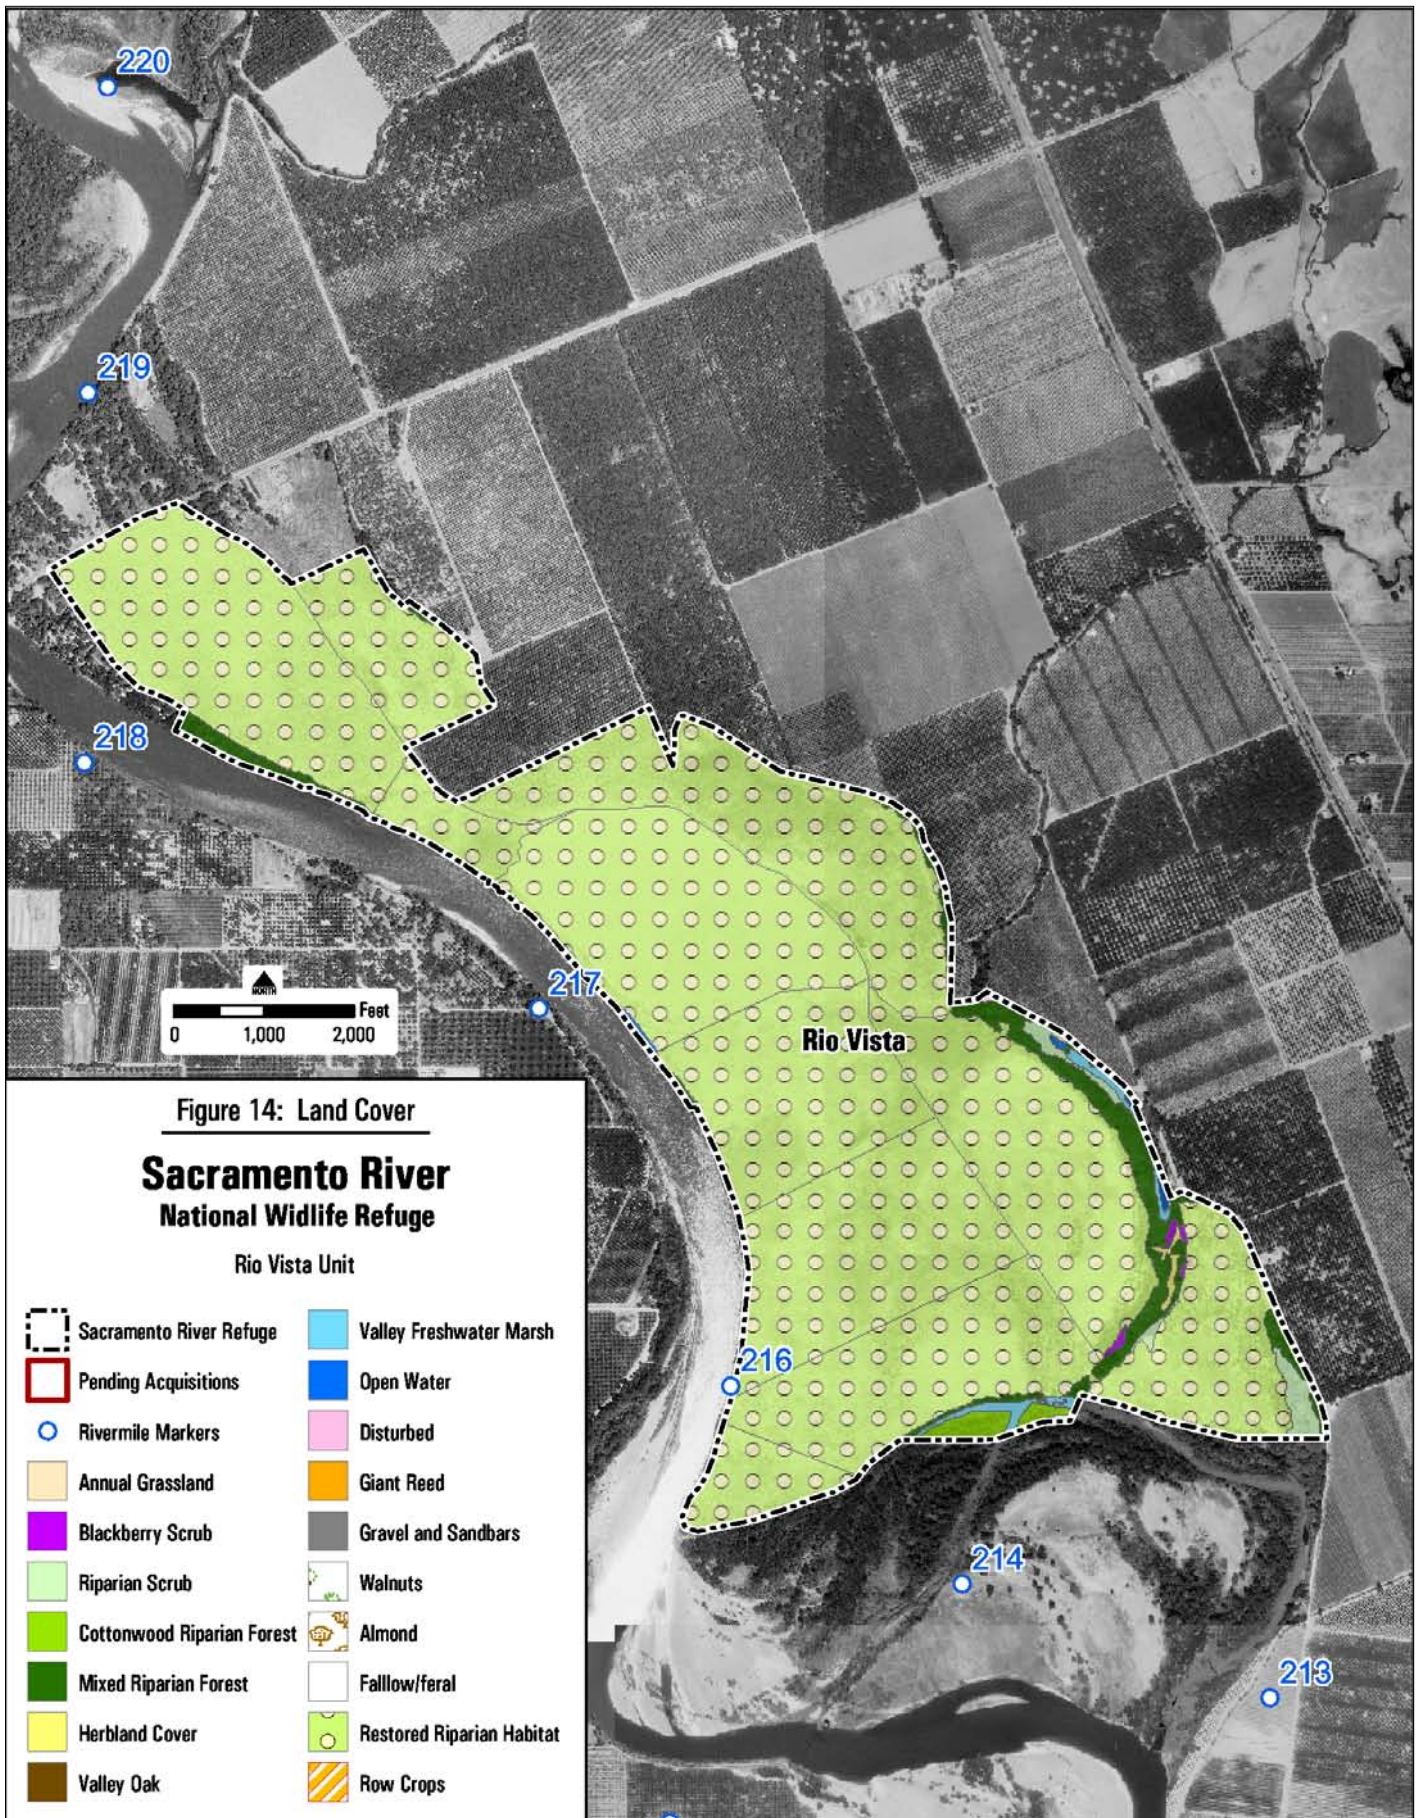 220
219
218
217
NORTH
Feet
0 1,000 2,000
Rio Vista
216
214
213
Figure 14: Land Cover
Sacramento River
National Widlife Refuge
Rio Vista Unit
Sacramento River Refuge
Pending Acquisitions
Rivermile Markers
Annual Grassland
Blackberry Scrub
Riparian Scrub
Cottonwood Riparian Forest
Mixed Riparian Forest
Herbland Cover
Valley Oak
Valley Freshwater Marsh
Open Water
Disturbed
Giant Reed
Gravel and Sandbars
Walnuts
Almond
Falllow/feral
Restored Riparian Habitat
Row Crops